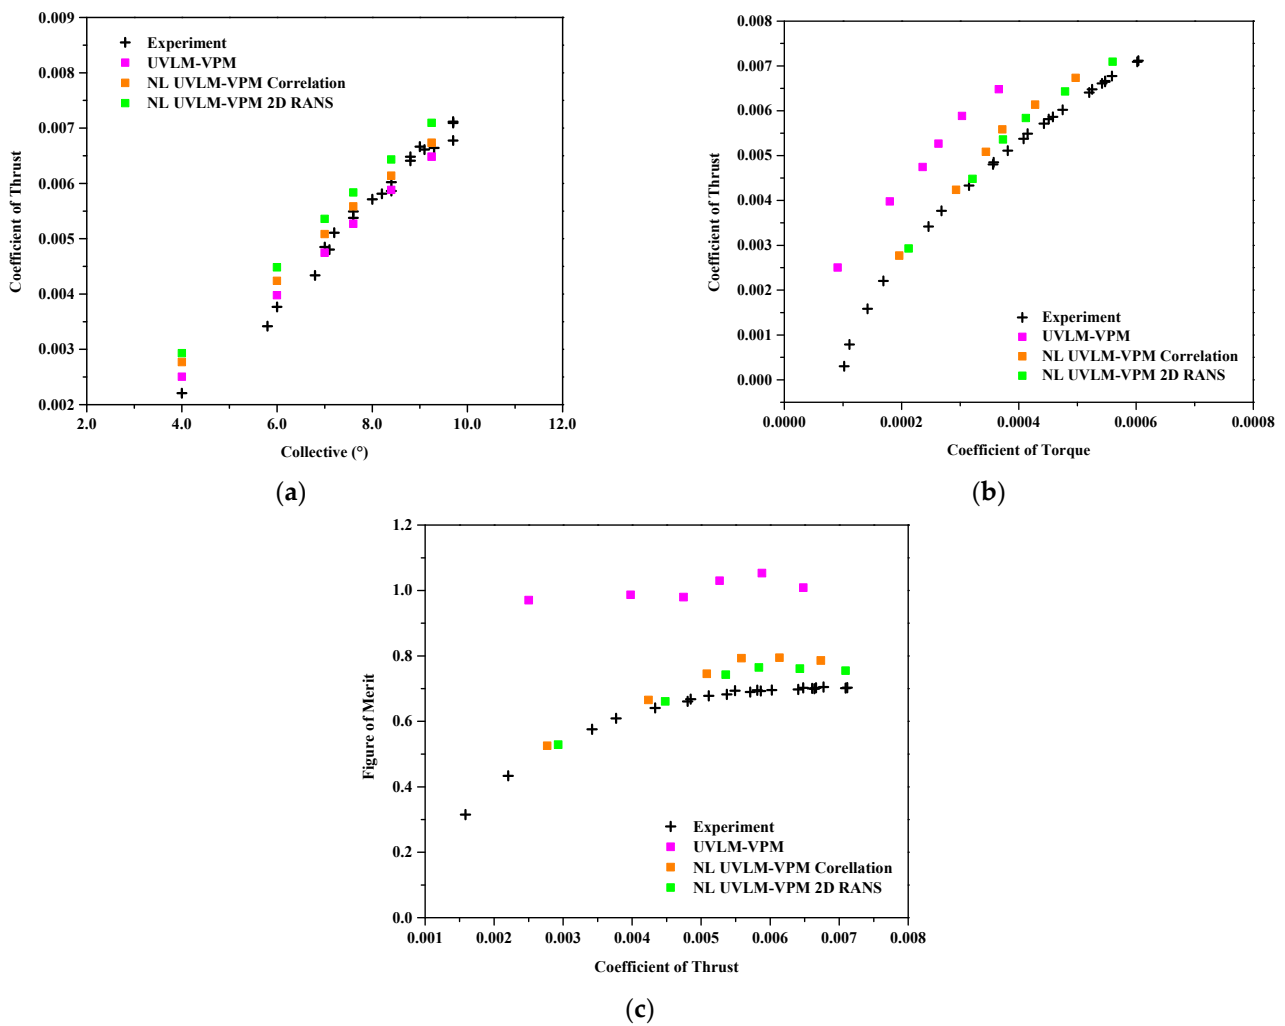 0.009
0.008
0.007
0.006
0.005
0.004
0.003
0.002
2.0 4.0 6.0 8.0 10.0 12.0
Coefficient of Thrust
Collective (°)
Experiment
UVLM-VPM
NL UVLM-VPM Correlation
NL UVLM-VPM 2D RANS
(a)
0.008
0.007
0.006
0.005
0.004
0.003
0.002
0.001
0.000
0.0000 0.0002 0.0004 0.0006 0.0008
Coefficient of Thrust
Coefficient of Torque
Experiment
UVLM-VPM
NL UVLM-VPM Correlation
NL UVLM-VPM 2D RANS
(b)
1.2
1.0
0.8
0.6
0.4
0.2
0.0
0.001 0.002 0.003 0.004 0.005 0.006 0.007 0.008
Figure of Merit
Coefficient of Thrust
Experiment
UVLM-VPM
NL UVLM-VPM Corellation
NL UVLM-VPM 2D RANS
(c)